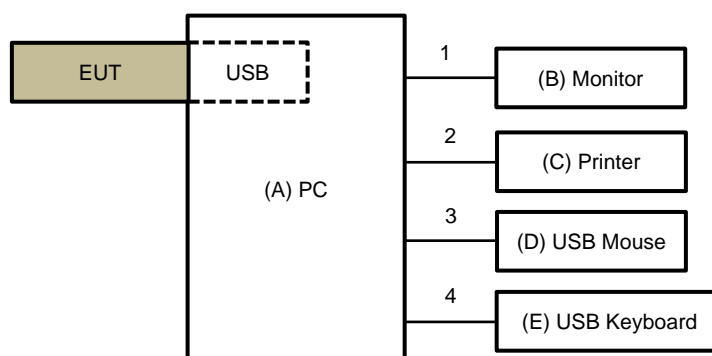 EUT
USB
(A) PC
1
(B) Monitor
2
(C) Printer
3
(D) USB Mouse
4
(E) USB Keyboard